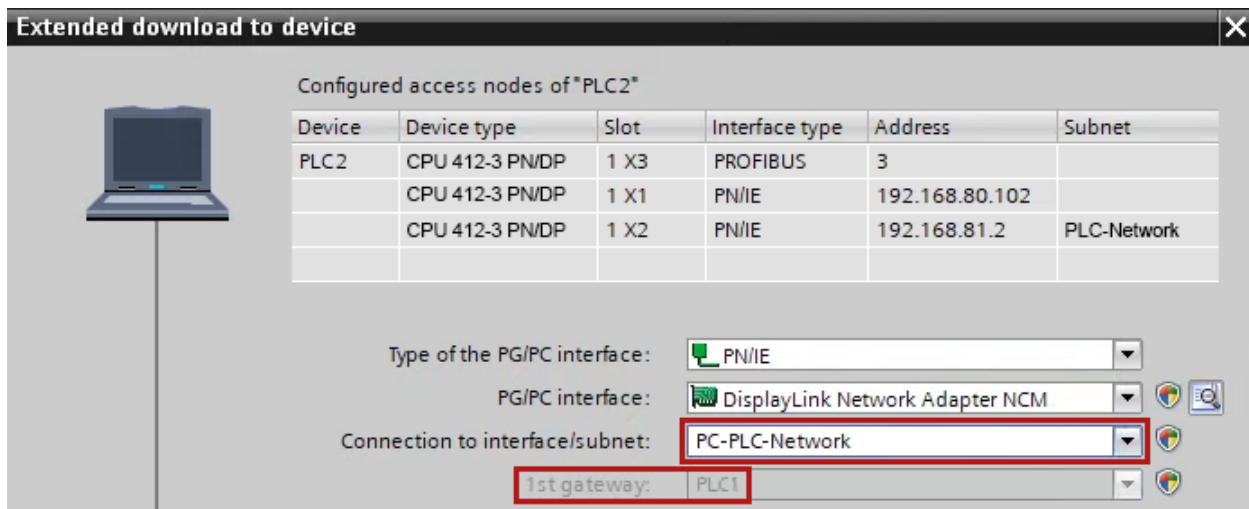 Extended download to device
Configured access nodes of "PLC2"
Device Device type Slot Interface type Address Subnet
PLC2 CPU 412-3 PN/DP 1 X3 PROFIBUS 3
CPU 412-3 PN/DP 1 X1 PN/IE 192.168.80.102
CPU 412-3 PN/DP 1 X2 PN/IE 192.168.81.2 PLC-Network
Type of the PG/PC interface: PN/IE
PG/PC interface: DisplayLink Network Adapter NCM
Connection to interface/subnet: PC-PLC-Network
1st gateway: PLC1